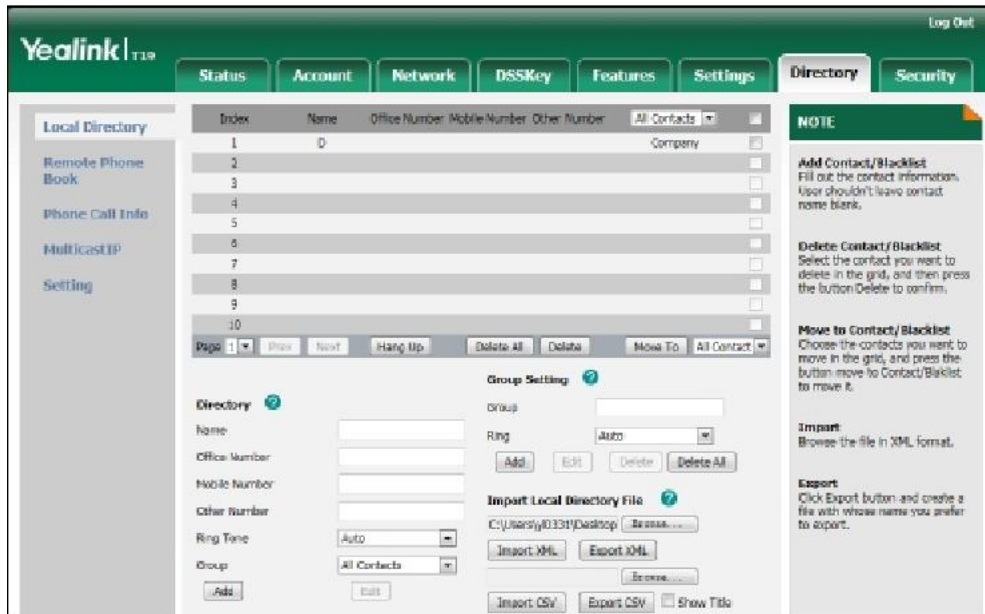 Log Out
Yealink T19
Status Account Network DSSKey Features Settings Directory Security
Local Directory
Remote Phone Book
Phone Call Info
MulticastIP
Setting
Index Name Office Number Mobile Number Other Number All Contacts
1 D Company
2
3
4
5
6
7
8
9
10
Page 1 Prev Next Hang Up Delete All Delete Move To All Contact
Directory
Name
Office Number
Mobile Number
Other Number
Ring Tone Auto
Group All Contacts
Add Edit
Group Setting
Group
Ring Auto
Add Edit Delete Delete All
Import Local Directory File
Browse...
Import XML Export XML
Browse...
Import CSV Export CSV Show Title
NOTE
Add Contact/Blacklist
Fill out the contact information.
User shouldn't leave contact
name blank.
Delete Contact/Blacklist
Select the contact you want to
delete in the grid, and then press
the button Delete to confirm.
Move to Contact/Blacklist
Choose the contacts you want to
move in the grid, and press the
button move to Contact/Blaklist
to move it.
Import
Browse the file in XML format.
Export
Click Export button and create a
file with whose name you prefer
to export.